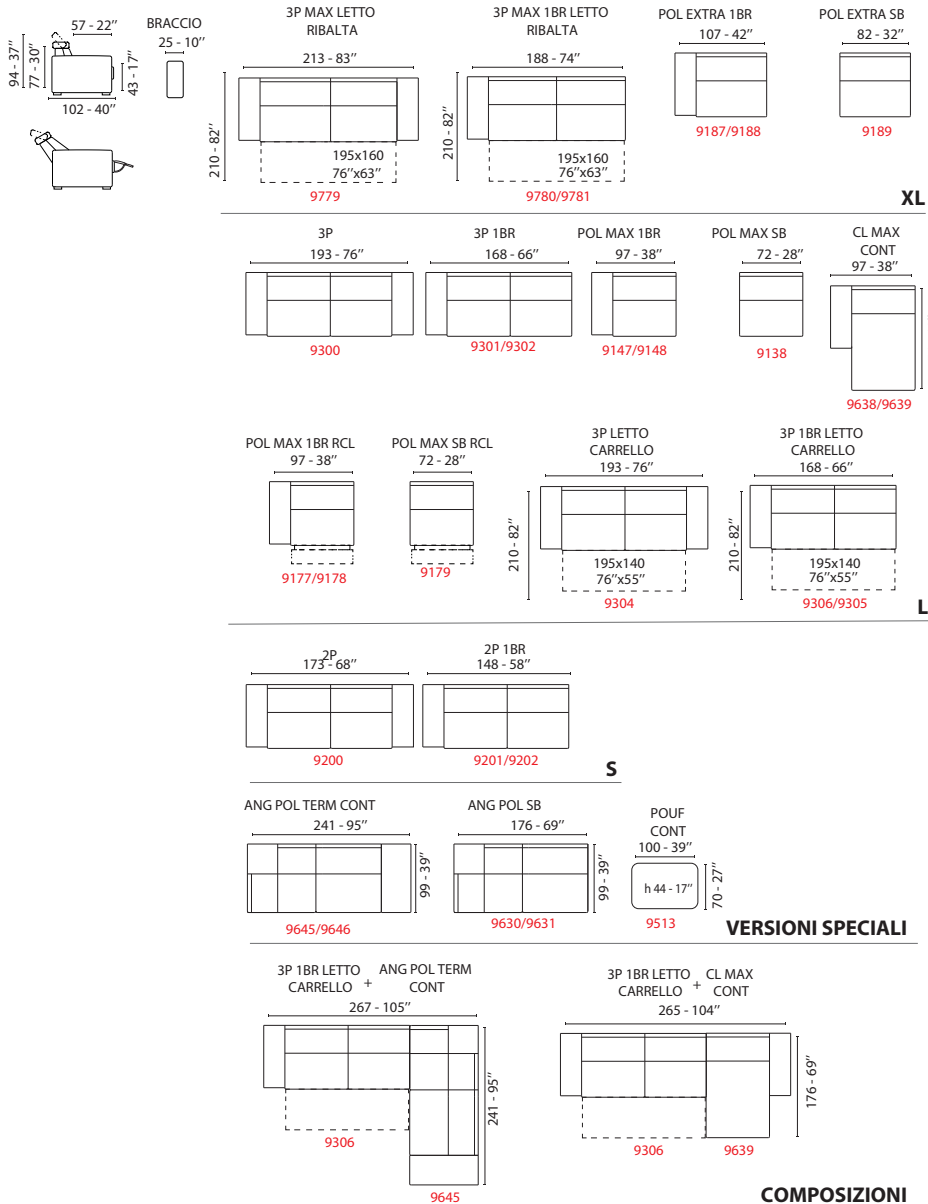 57 - 22"
94 - 37"
77 - 30"
43 - 17"
102 - 40"
BRACCIO
25 - 10"
3P MAX LETTO
RIBALTA
213 - 83"
210 - 82"
195x160
76"x63"
9779
3P MAX 1BR LETTO
RIBALTA
188 - 74"
210 - 82"
195x160
76"x63"
9780/9781
POL EXTRA 1BR
107 - 42"
9187/9188
POL EXTRA SB
82 - 32"
9189
XL
3P
193 - 76"
9300
3P 1BR
168 - 66"
9301/9302
POL MAX 1BR
97 - 38"
9147/9148
POL MAX SB
72 - 28"
9138
CL MAX
CONT
97 - 38"
9638/9639
POL MAX 1BR RCL
97 - 38"
9177/9178
POL MAX SB RCL
72 - 28"
9179
3P LETTO
CARRELLO
193 - 76"
210 - 82"
195x140
76"x55"
9304
3P 1BR LETTO
CARRELLO
168 - 66"
210 - 82"
195x140
76"x55"
9306/9305
L
2P
173 - 68"
9200
2P 1BR
148 - 58"
9201/9202
S
ANG POL TERM CONT
241 - 95"
99 - 39"
9645/9646
ANG POL SB
176 - 69"
99 - 39"
9630/9631
POUF
CONT
100 - 39"
h 44 - 17"
70 - 27"
9513
VERSIONI SPECIALI
3P 1BR LETTO
CARRELLO
+
ANG POL TERM
CONT
267 - 105"
241 - 95"
9306
9645
3P 1BR LETTO
CARRELLO
+
CL MAX
CONT
265 - 104"
176 - 69"
9306
9639
COMPOSIZIONI